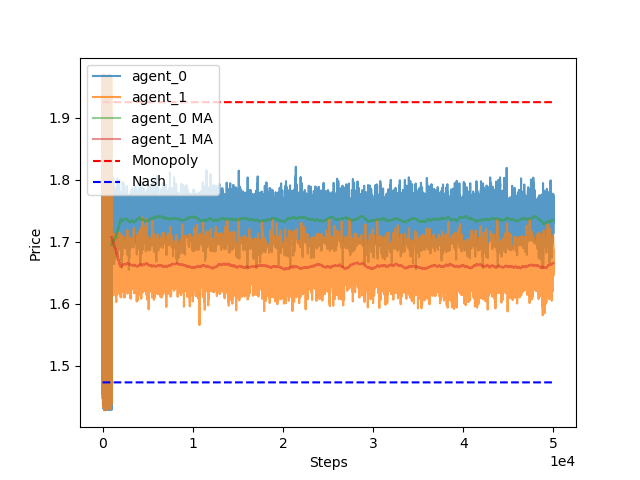 agent_0
agent_1
agent_0 MA
agent_1 MA
Monopoly
Nash
1.9
1.8
1.7
1.6
1.5
Price
0
1
2
3
4
5
1e4
Steps